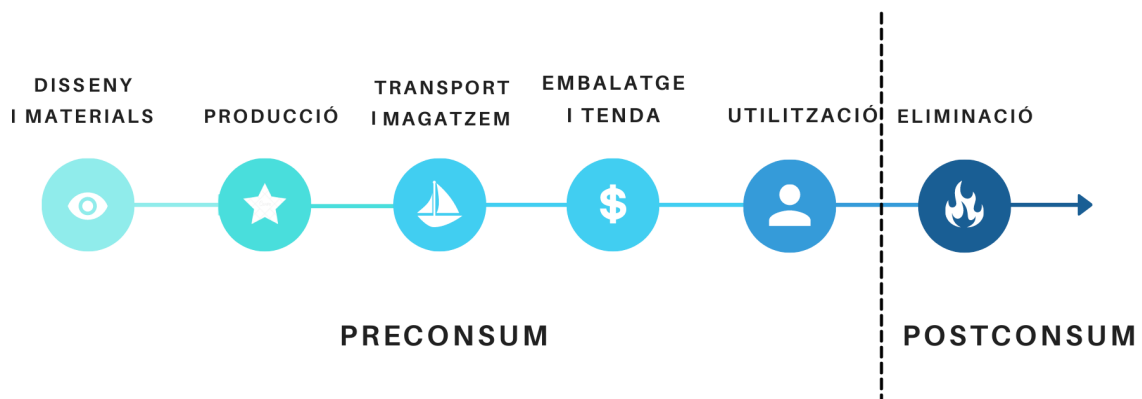 DISSENY
I MATERIALS
PRODUCCIÓ
TRANSPORT
I MAGATZEM
EMBALATGE
I TENDA
UTILITZACIÓ
ELIMINACIÓ
$
PRECONSUM
POSTCONSUM